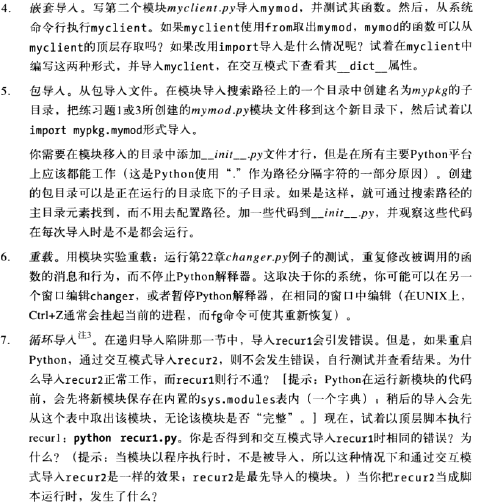 4. 嵌套导入。写第二个模块myclient.py导入mymod，并测试其函数。然后，从系统
命令行执行myclient。如果myclient使用from取出mymod，mymod的函数可以从
myclient的顶层存取吗？如果改用import导入是什么情况呢？试着在myclient中
编写这两种形式，并导入myclient，在交互模式下查看其__dict__属性。
5. 包导入。从包导入文件。在模块导入搜索路径上的一个目录中创建名为mypkg的子
目录，把练习题1或3所创建的mymod.py模块文件移到这个新目录下，然后试着以
import mypkg.mymod形式导入。
你需要在模块移入的目录中添加__init__.py文件才行，但是在所有主要Python平台
上应该都能工作（这是Python使用“.”作为路径分隔字符的一部分原因）。创建
的包目录可以是正在运行的目录底下的子目录。如果是这样，就可通过搜索路径的
主目录元素找到，而不用去配置路径。加一些代码到__init__.py，并观察这些代码
在每次导入时是不是都会运行。
6. 重载。用模块实验重载：运行第22章changer.py例子的测试，重复修改被调用的函
数的消息和行为，而不停止Python解释器。这取决于你的系统，你可能可以在另一
个窗口编辑changer，或者暂停Python解释器，在相同的窗口中编辑（在UNIX上，
Ctrl+Z通常会挂起当前的进程，而fg命令可使其重新恢复）。
7. 循环导入注3。在递归导入陷阱那一节中，导入recur1会引发错误。但是，如果重启
Python，通过交互模式导入recur2，则不会发生错误，自行测试并查看结果。为什
么导入recur2正常工作，而recur1则行不通？［提示：Python在运行新模块的代码
前，会先将新模块保存在内置的sys.modules表内（一个字典）；稍后的导入会先
从这个表中取出该模块，无论该模块是否“完整”。］现在，试着以顶层脚本执行
recur1：python recur1.py。你是否得到和交互模式导入recur1时相同的错误？为
什么？（提示：当模块以程序执行时，不是被导入，所以这种情况下和通过交互模
式导入recur2是一样的效果；recur2是最先导入的模块。）当你把recur2当成脚
本运行时，发生了什么？